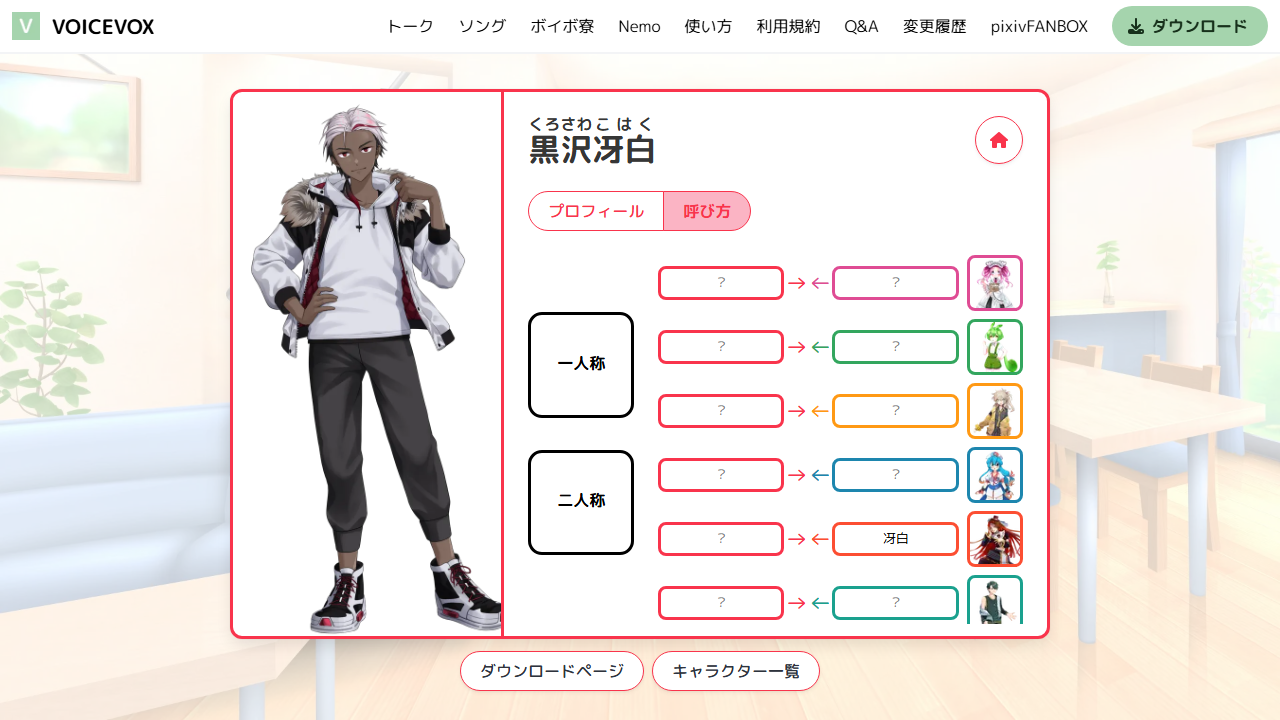 V VOICEVOX トーク ソング ボイボ寮 Nemo 使い方 利用規約 Q&A 変更履歴 pixivFANBOX ダウンロード
くろさわこはく
黒沢冴白
プロフィール 呼び方
? → ← ?
? → ← ?
一人称
? → ← ?
? → ← ?
二人称
? → ← 冴白
? → ← ?
ダウンロードページ キャラクター一覧